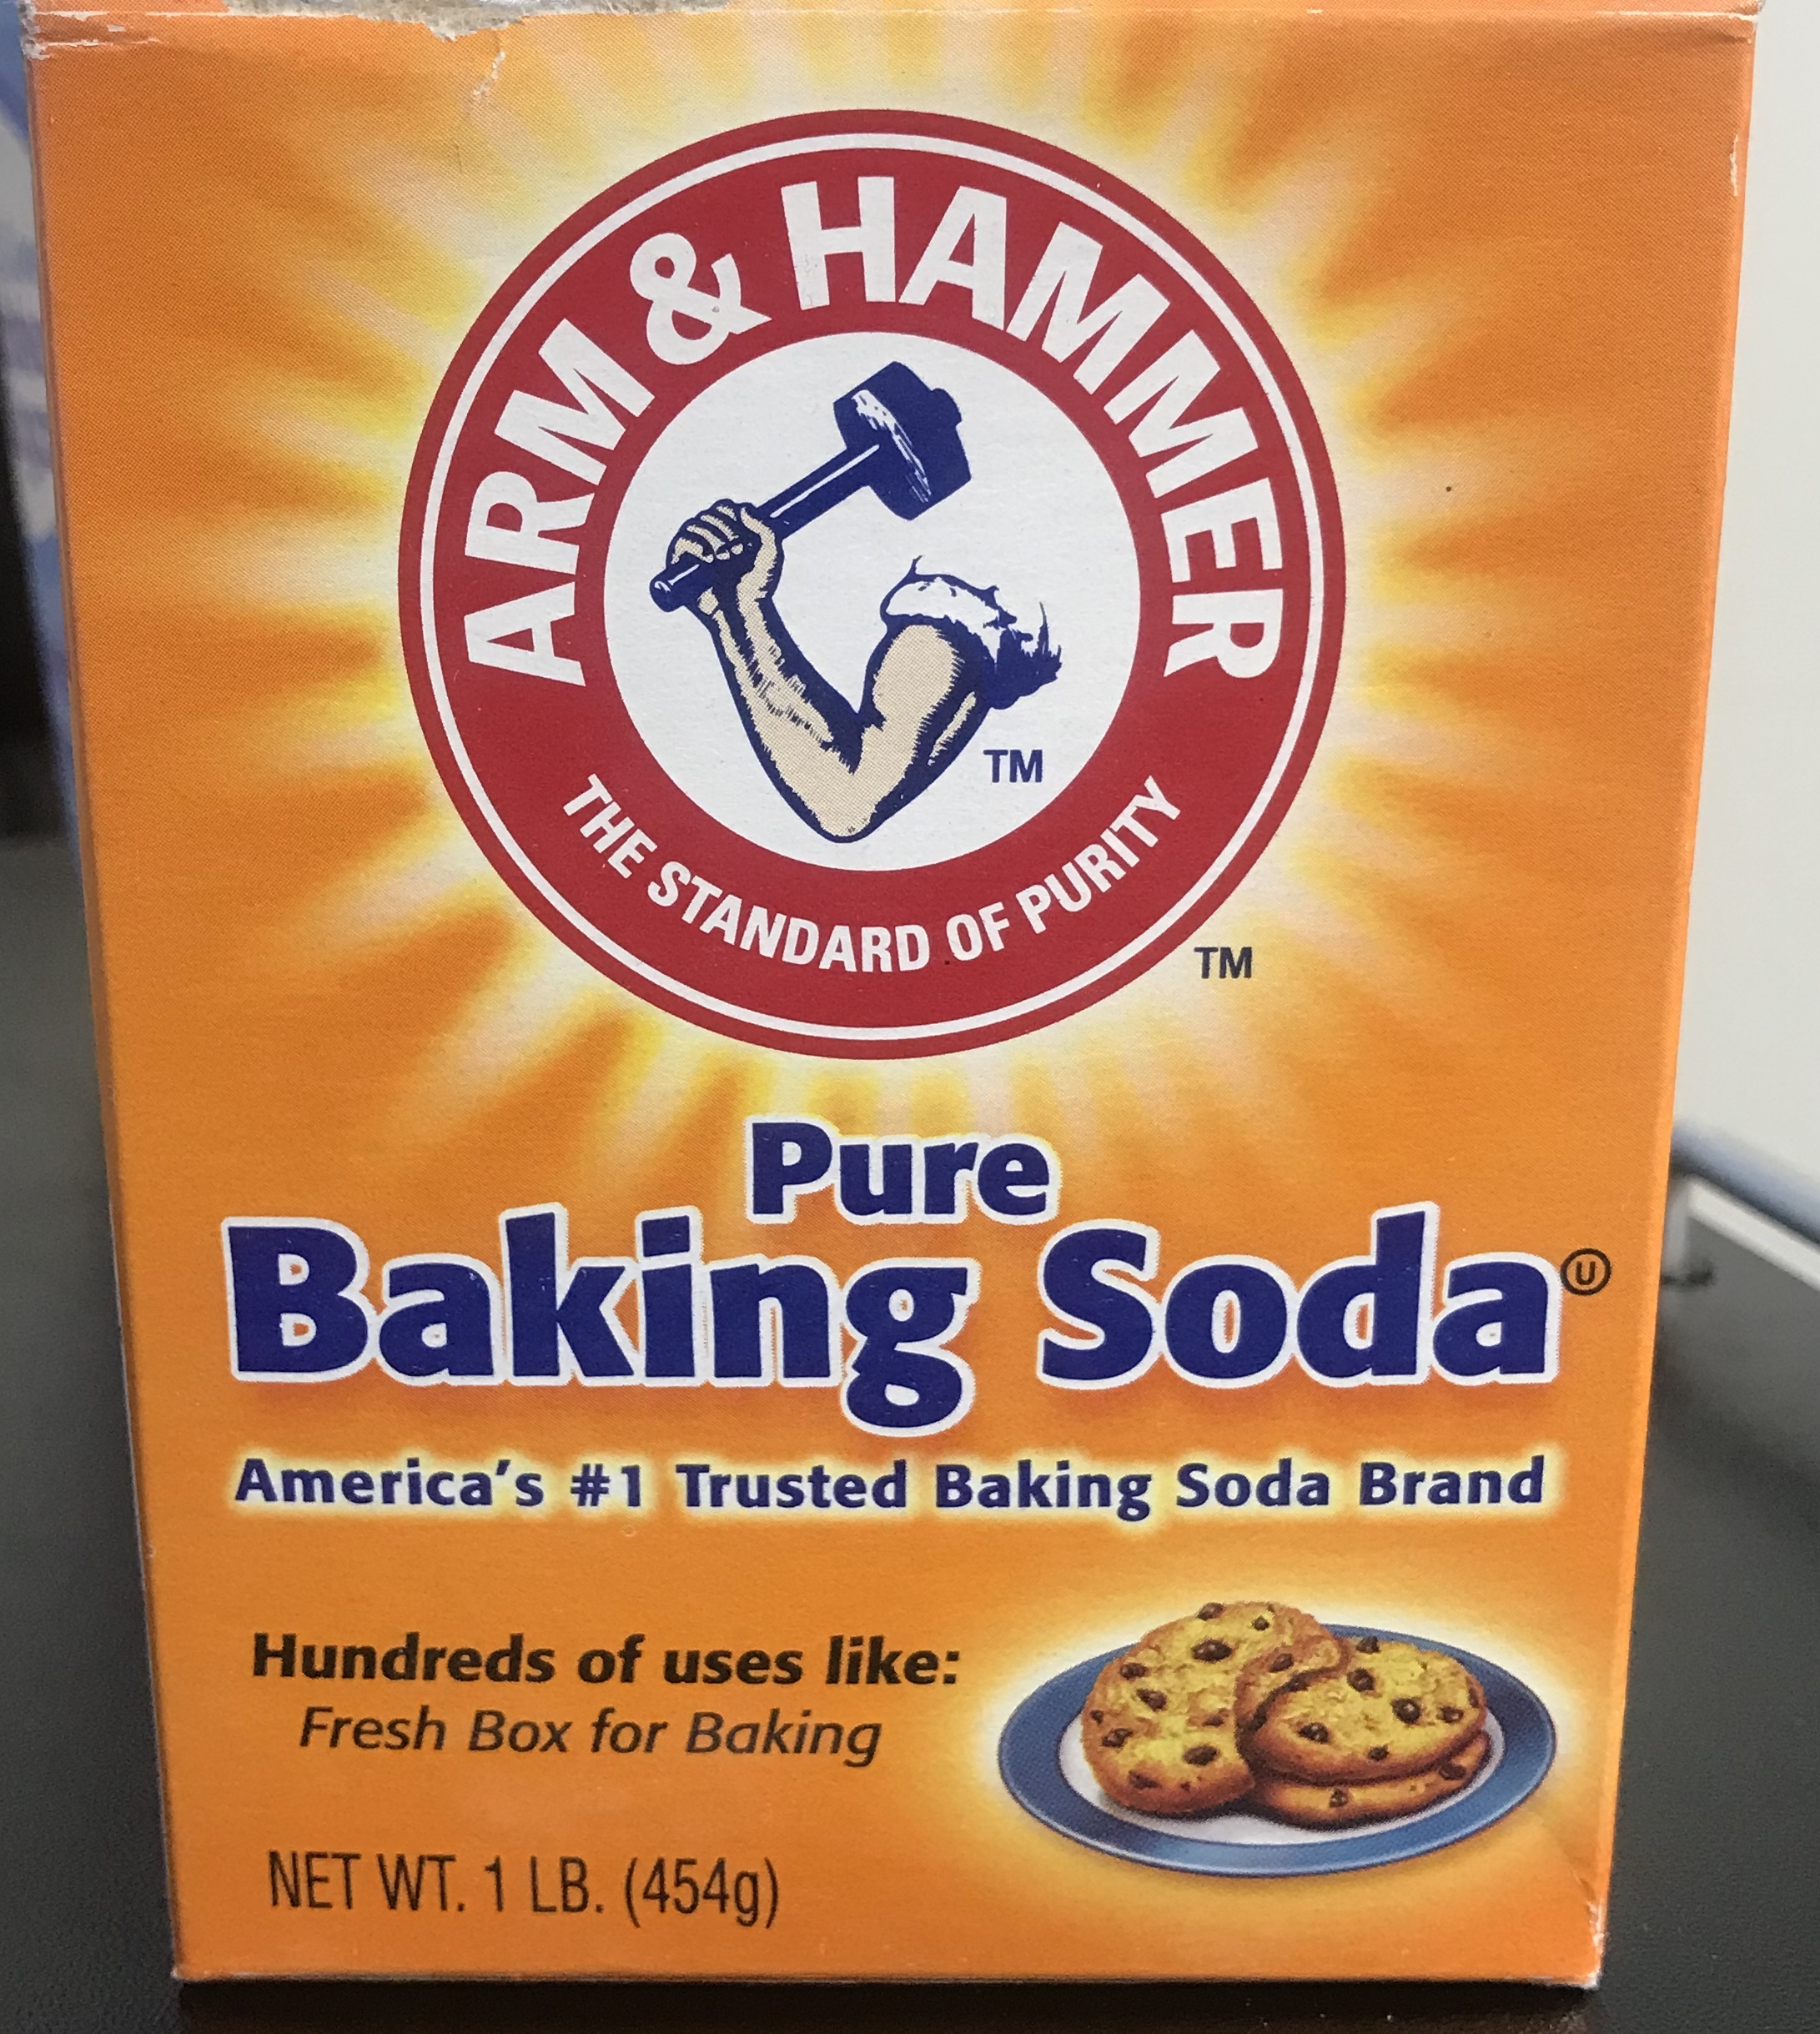 ARM & HAMMER
TM
THE STANDARD OF PURITY
TM
Pure
Baking Soda Ⓤ
America's #1 Trusted Baking Soda Brand
Hundreds of uses like:
Fresh Box for Baking
NET WT. 1 LB. (454g)